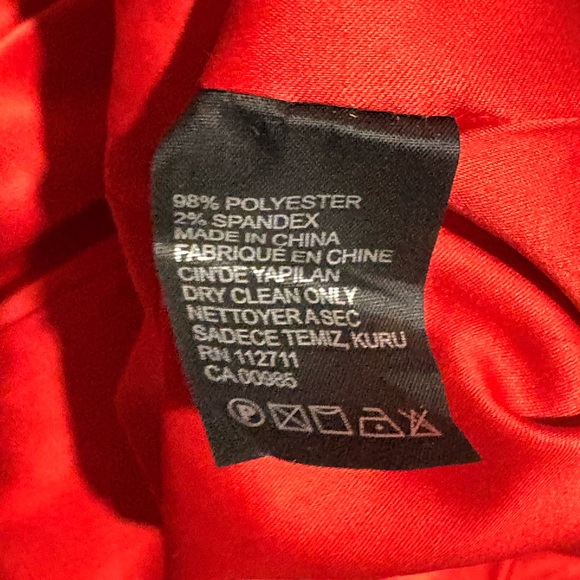 98% POLYESTER
2% SPANDEX
MADE IN CHINA
FABRIQUÉ EN CHINE
CIN'DE YAPILAN
DRY CLEAN ONLY
NETTOYER A SEC
SADECE TEMIZ, KURU
RN 112711
CA 00985
P